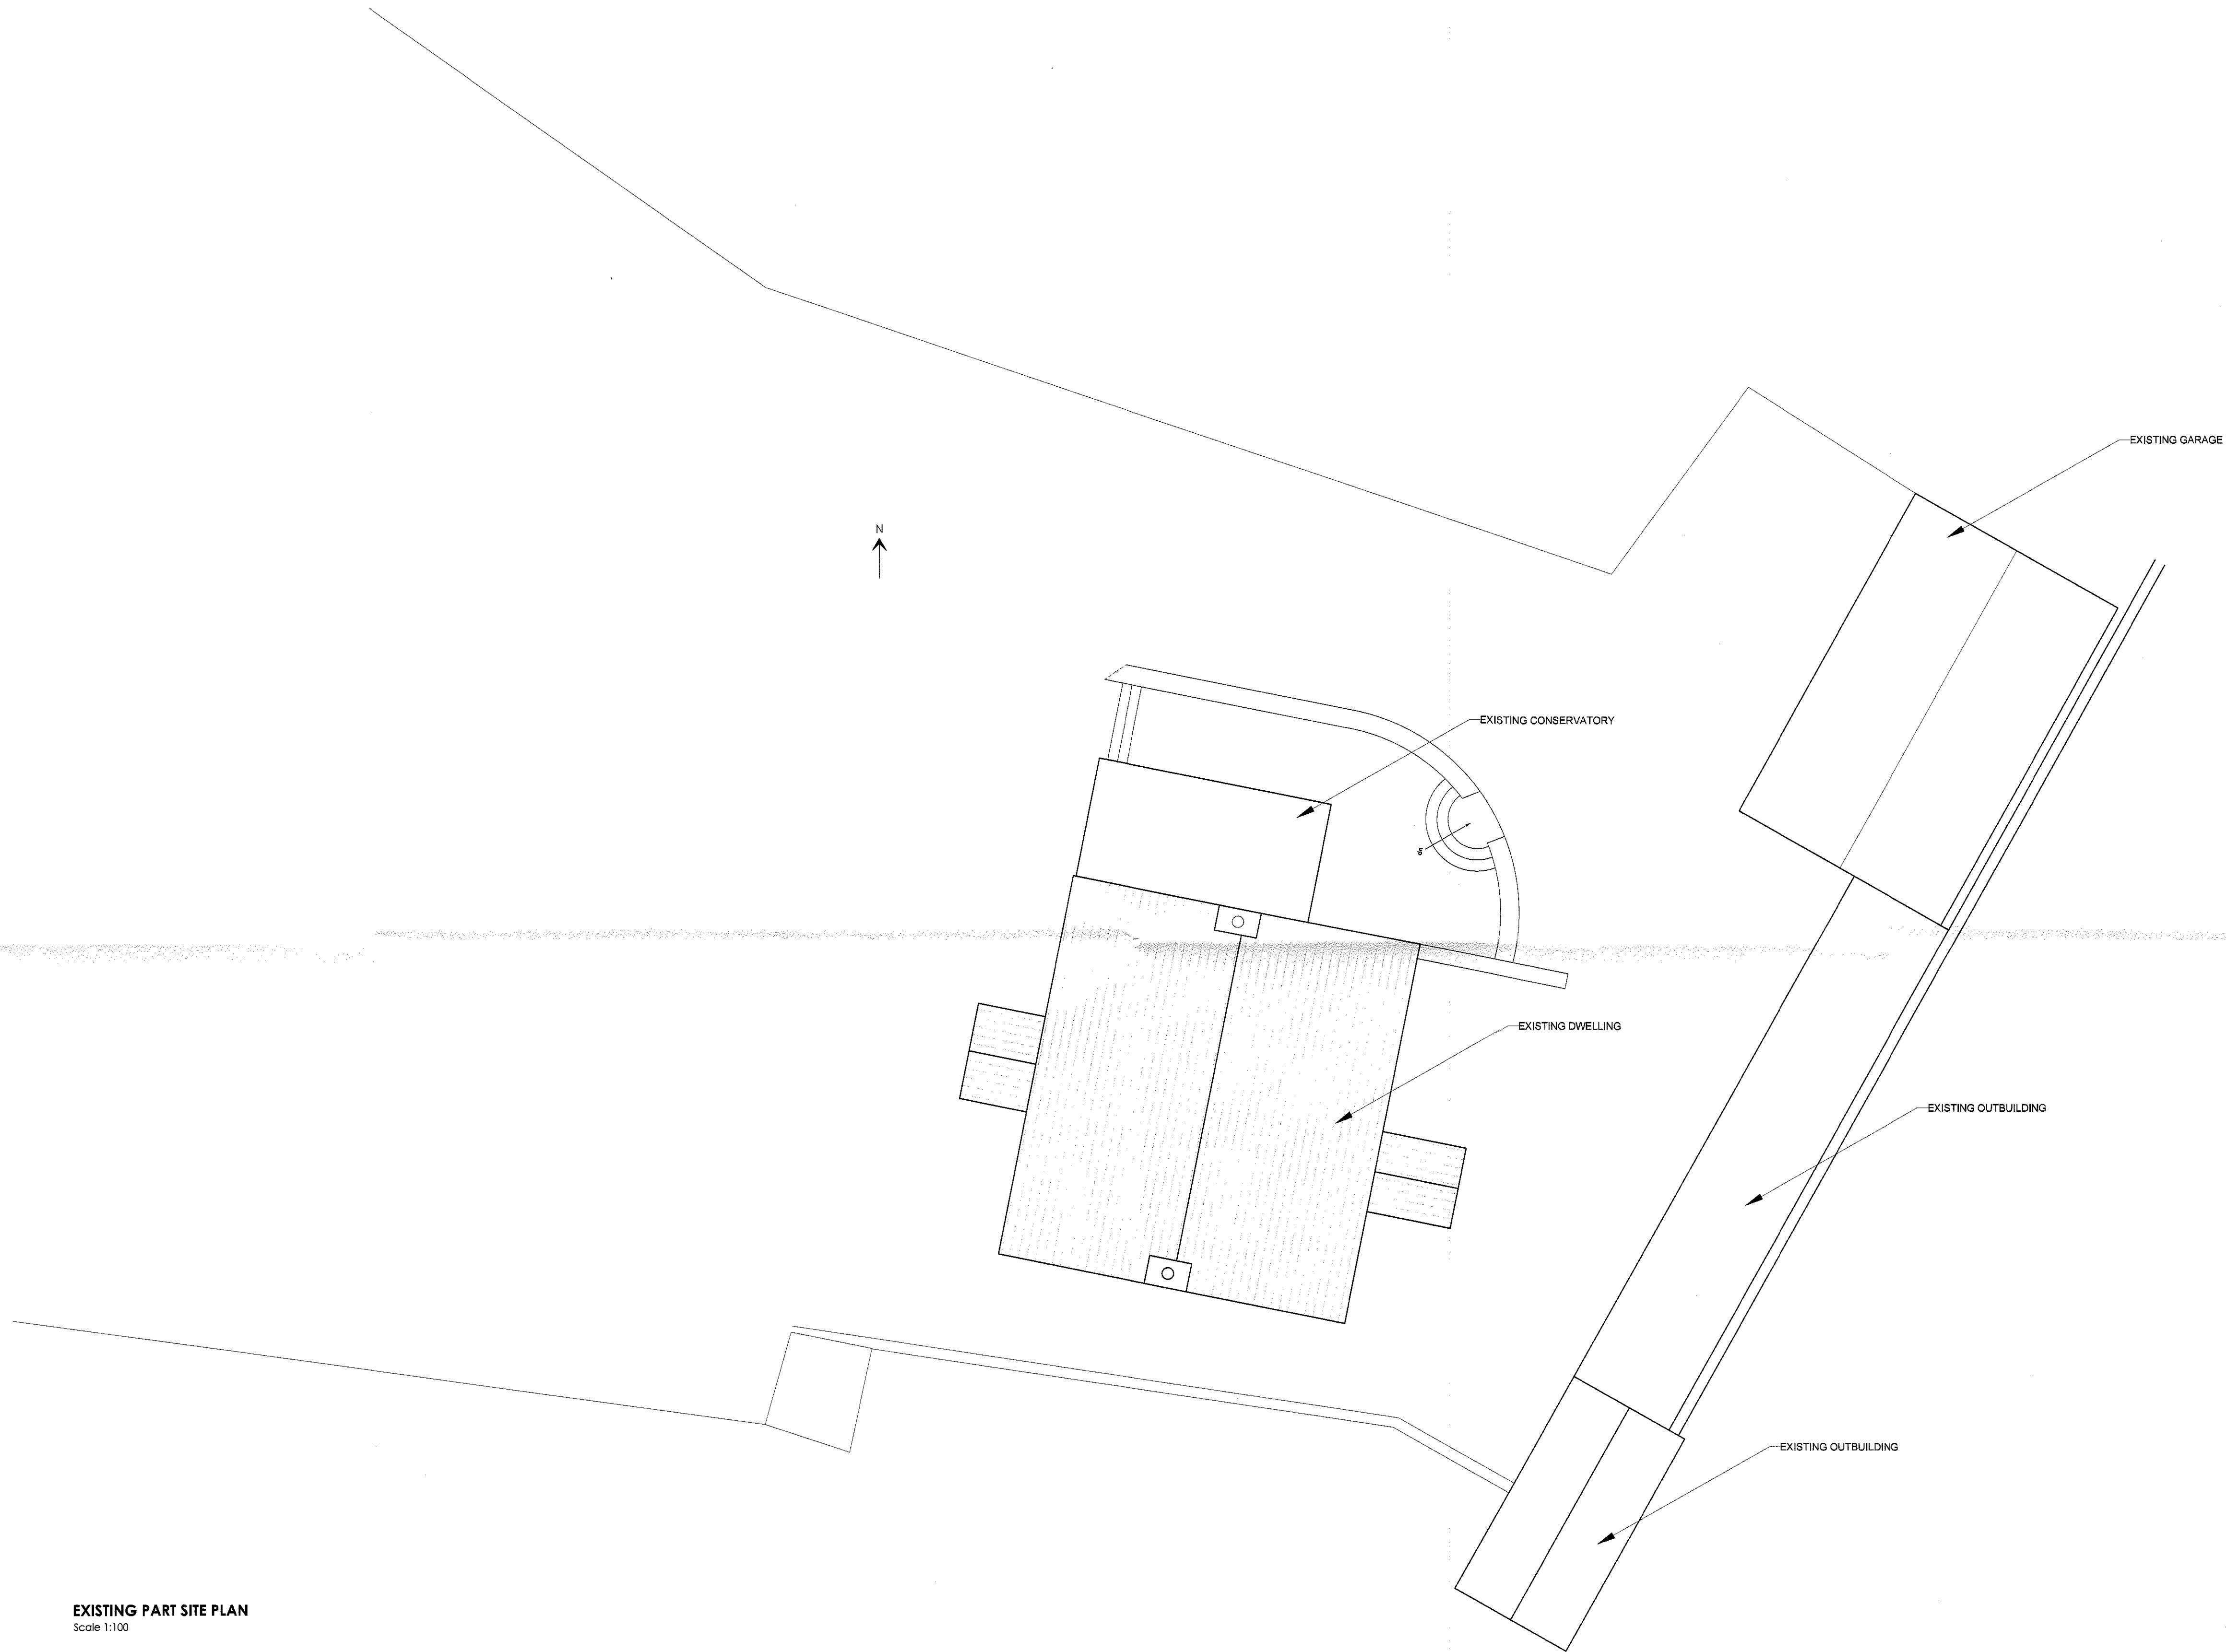 EXISTING GARAGE
N
EXISTING CONSERVATORY
EXISTING DWELLING
EXISTING OUTBUILDING
EXISTING OUTBUILDING
EXISTING PART SITE PLAN
Scale 1:100